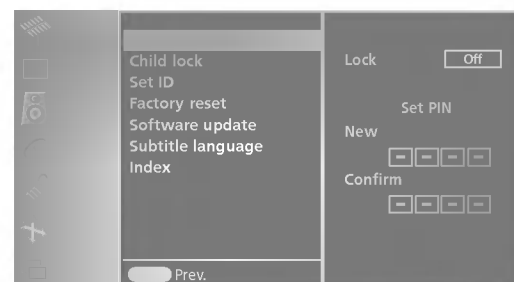 Child lock
Set ID
Factory reset
Software update
Subtitle language
Index
Prev.
Lock Off
Set PIN
New
- - - -
Confirm
- - - -